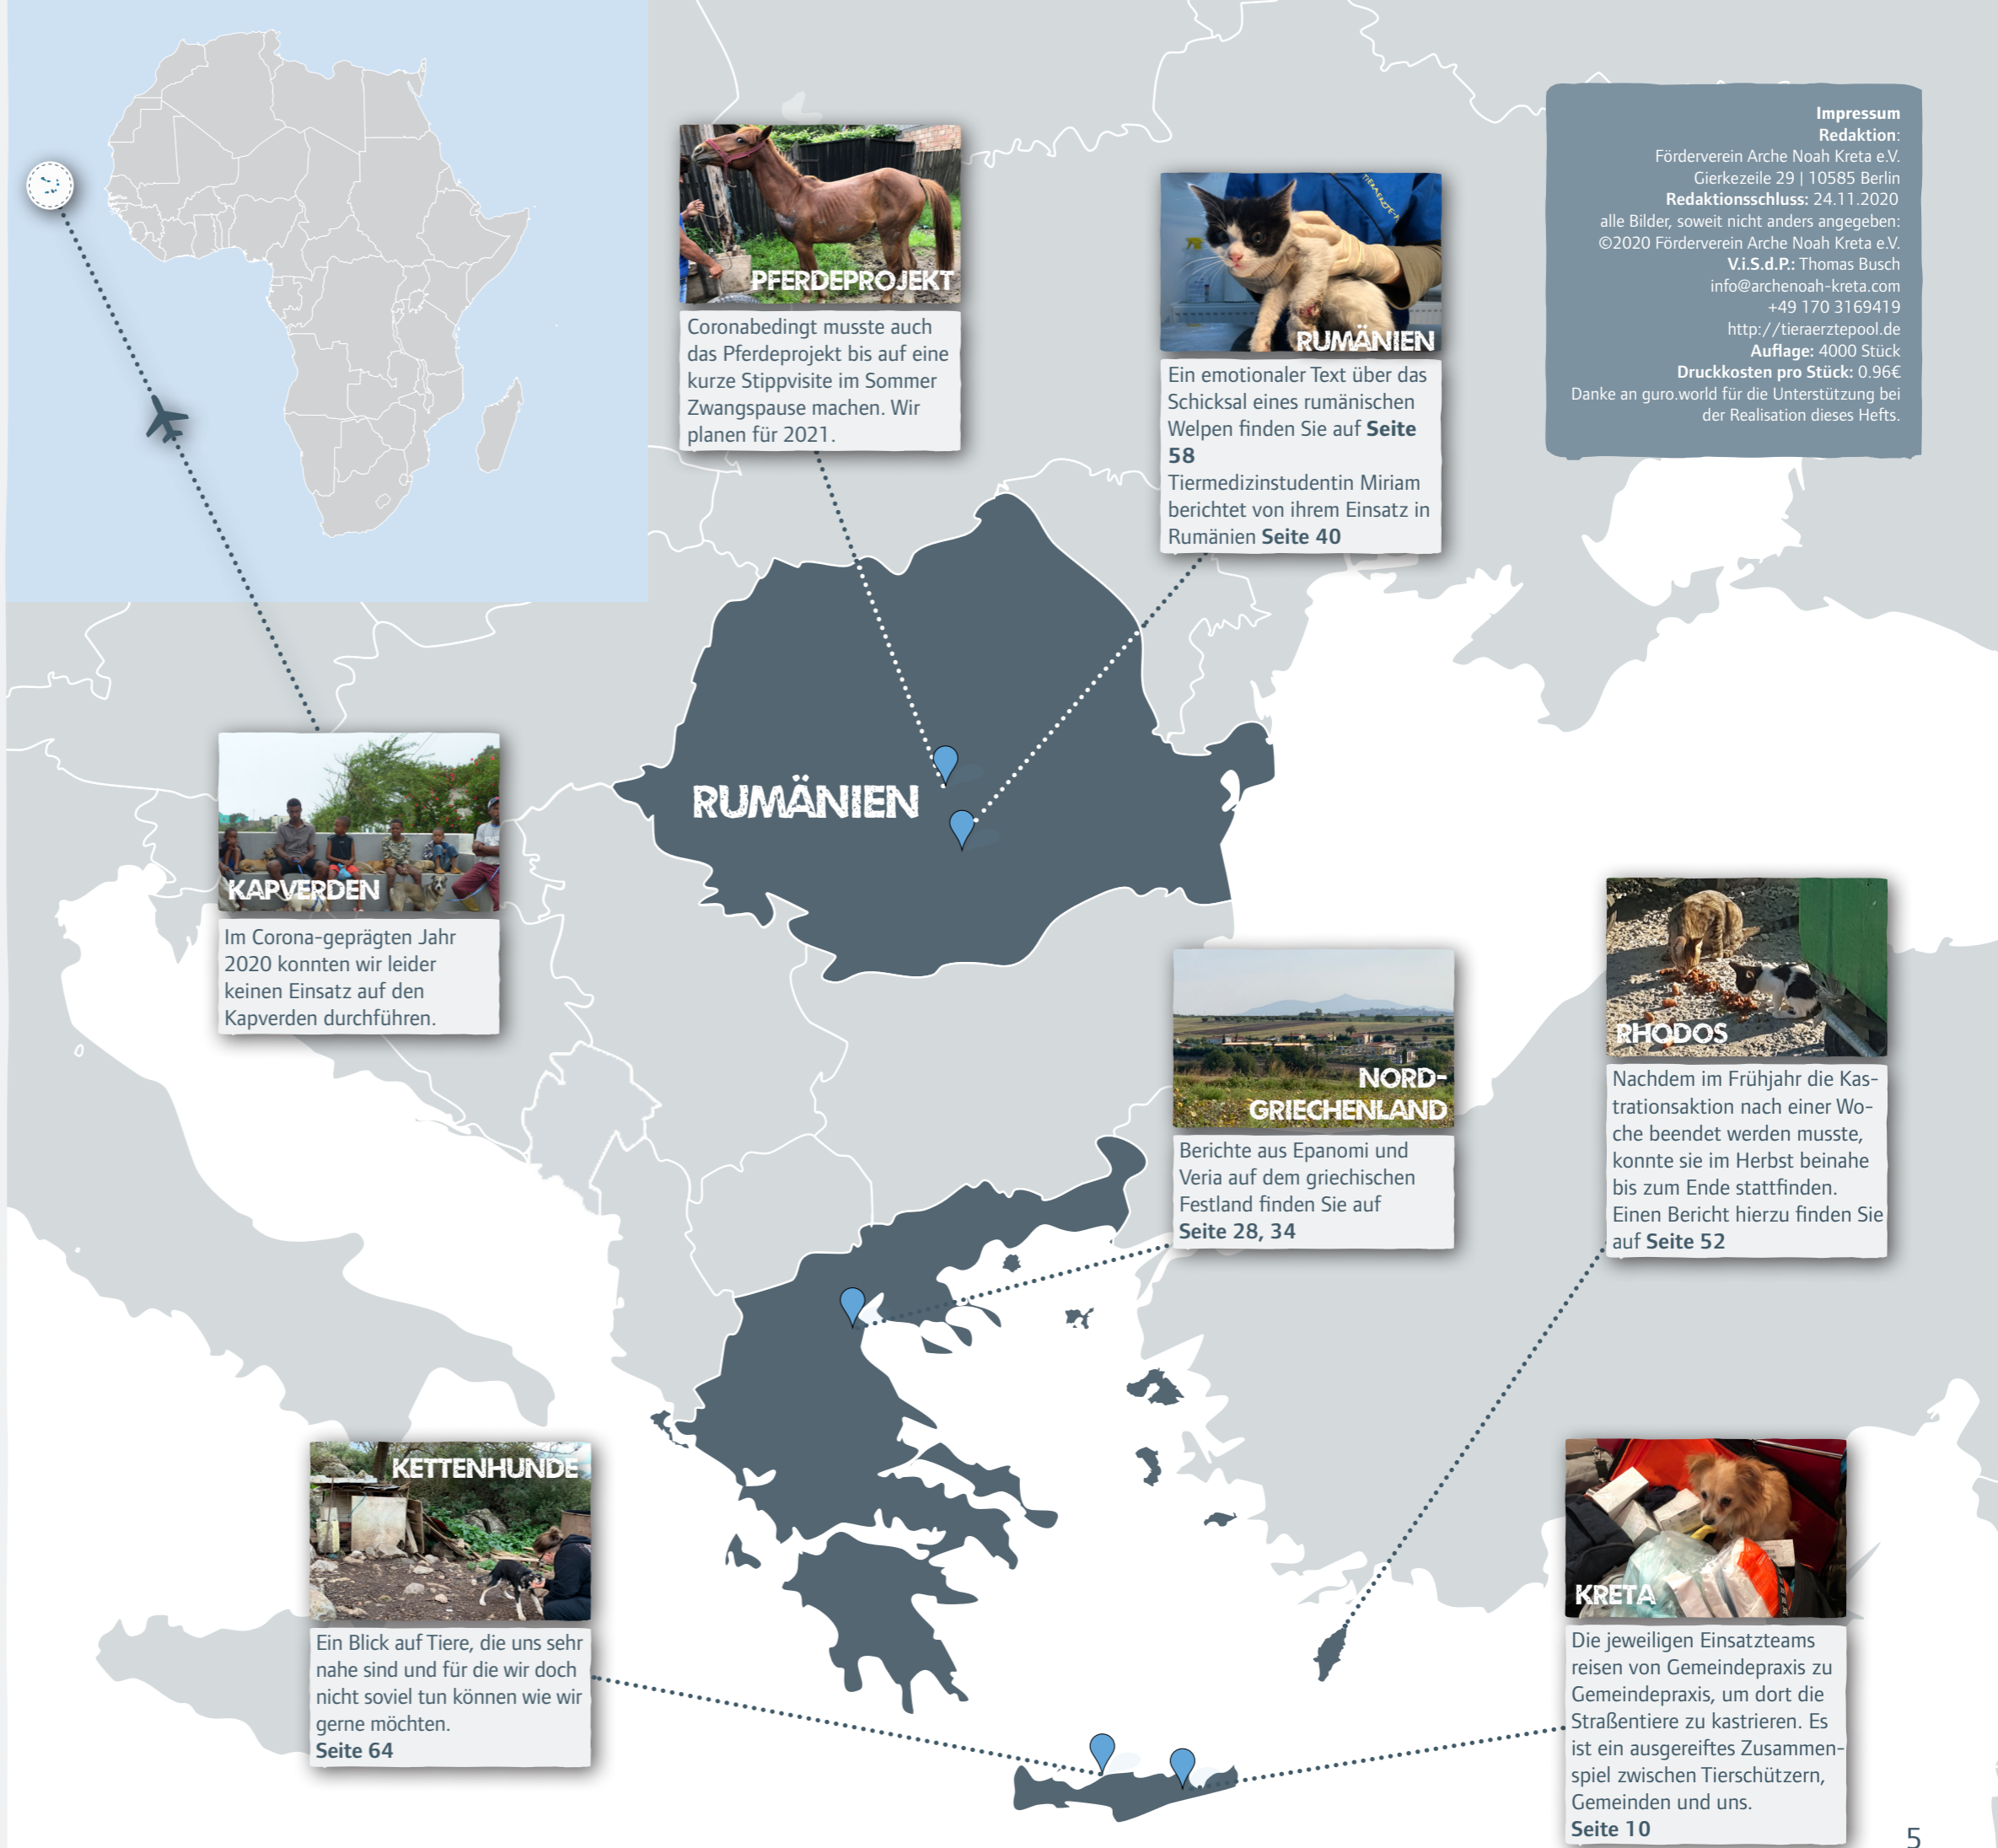 PFERDEPROJEKT
Coronabedingt musste auch
das Pferdeprojekt bis auf eine
kurze Stippvisite im Sommer
Zwangspause machen. Wir
planen für 2021.
TIERAERZTE-
RUMÄNIEN
Ein emotionaler Text über das
Schicksal eines rumänischen
Welpen finden Sie auf Seite
58
Tiermedizinstudentin Miriam
berichtet von ihrem Einsatz in
Rumänien Seite 40
Impressum
Redaktion:
Förderverein Arche Noah Kreta e.V.
Gierkezeile 29 | 10585 Berlin
Redaktionsschluss: 24.11.2020
alle Bilder, soweit nicht anders angegeben:
©2020 Förderverein Arche Noah Kreta e.V.
V.i.S.d.P.: Thomas Busch
info@archenoah-kreta.com
+49 170 3169419
http://tieraerztepool.de
Auflage: 4000 Stück
Druckkosten pro Stück: 0.96€
Danke an guro.world für die Unterstützung bei
der Realisation dieses Hefts.
RUMÄNIEN
KAPVERDEN
Im Corona-geprägten Jahr
2020 konnten wir leider
keinen Einsatz auf den
Kapverden durchführen.
NORD-
GRIECHENLAND
Berichte aus Epanomi und
Veria auf dem griechischen
Festland finden Sie auf
Seite 28, 34
RHODOS
Nachdem im Frühjahr die Kas-
trationsaktion nach einer Wo-
che beendet werden musste,
konnte sie im Herbst beinahe
bis zum Ende stattfinden.
Einen Bericht hierzu finden Sie
auf Seite 52
KETTENHUNDE
Ein Blick auf Tiere, die uns sehr
nahe sind und für die wir doch
nicht soviel tun können wie wir
gerne möchten.
Seite 64
KRETA
Die jeweiligen Einsatzteams
reisen von Gemeindepraxis zu
Gemeindepraxis, um dort die
Straßentiere zu kastrieren. Es
ist ein ausgereiftes Zusammen-
spiel zwischen Tierschützern,
Gemeinden und uns.
Seite 10
5